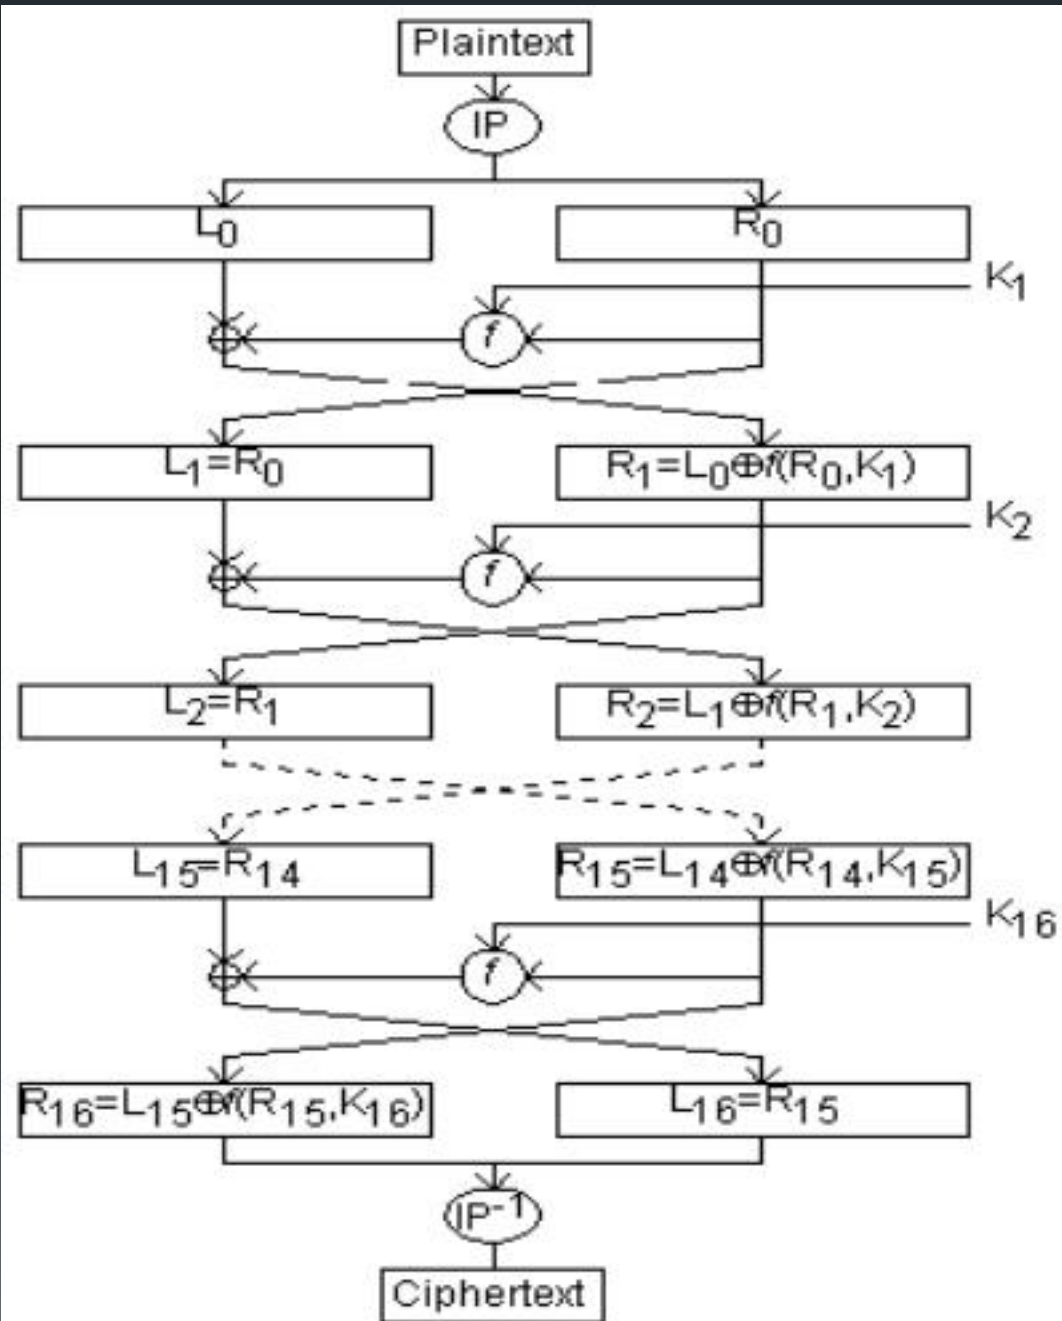 Plaintext
IP
L0
R0
K1
f
L1=R0
R1=L0⊕f(R0,K1)
K2
f
L2=R1
R2=L1⊕f(R1,K2)
L15=R14
R15=L14⊕f(R14,K15)
K16
f
R16=L15⊕f(R15,K16)
L16=R15
IP-1
Ciphertext